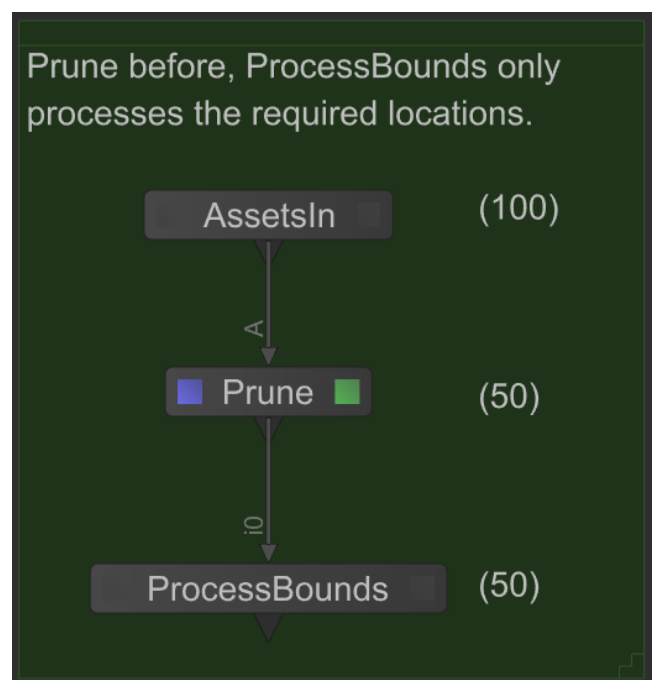 Prune before, ProcessBounds only
processes the required locations.
AssetsIn (100)
A
Prune (50)
i0
ProcessBounds (50)